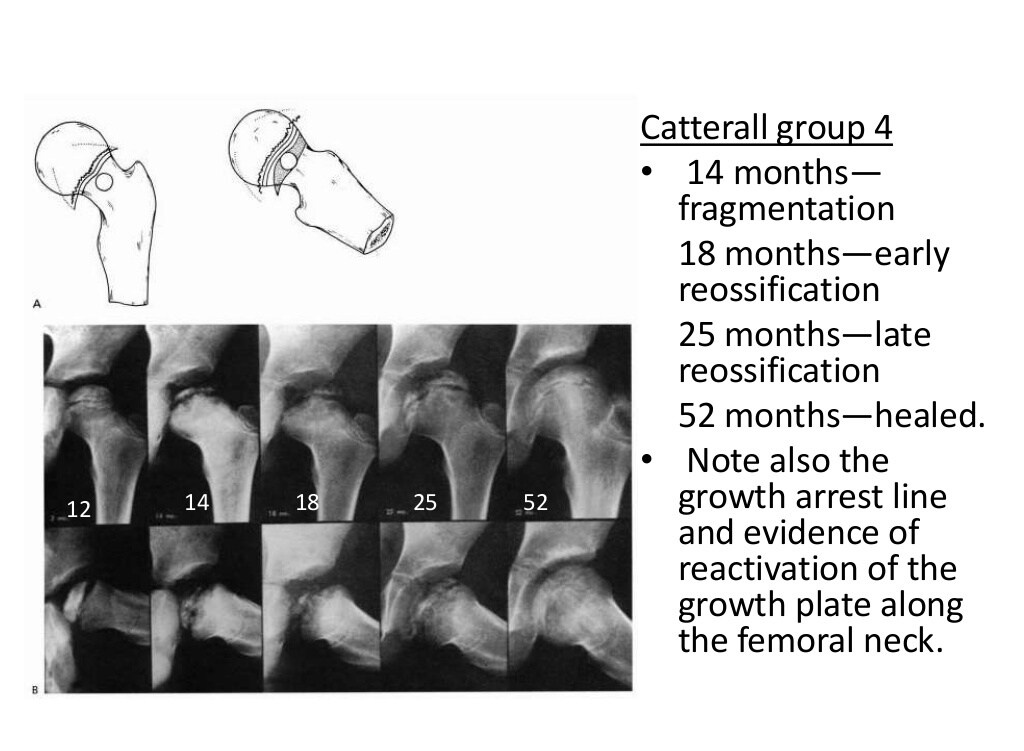 Catterall group 4
• 14 months—
fragmentation
18 months—early
reossification
25 months—late
reossification
52 months—healed.
• Note also the
growth arrest line
and evidence of
reactivation of the
growth plate along
the femoral neck.
A
12
14
18
25
52
B